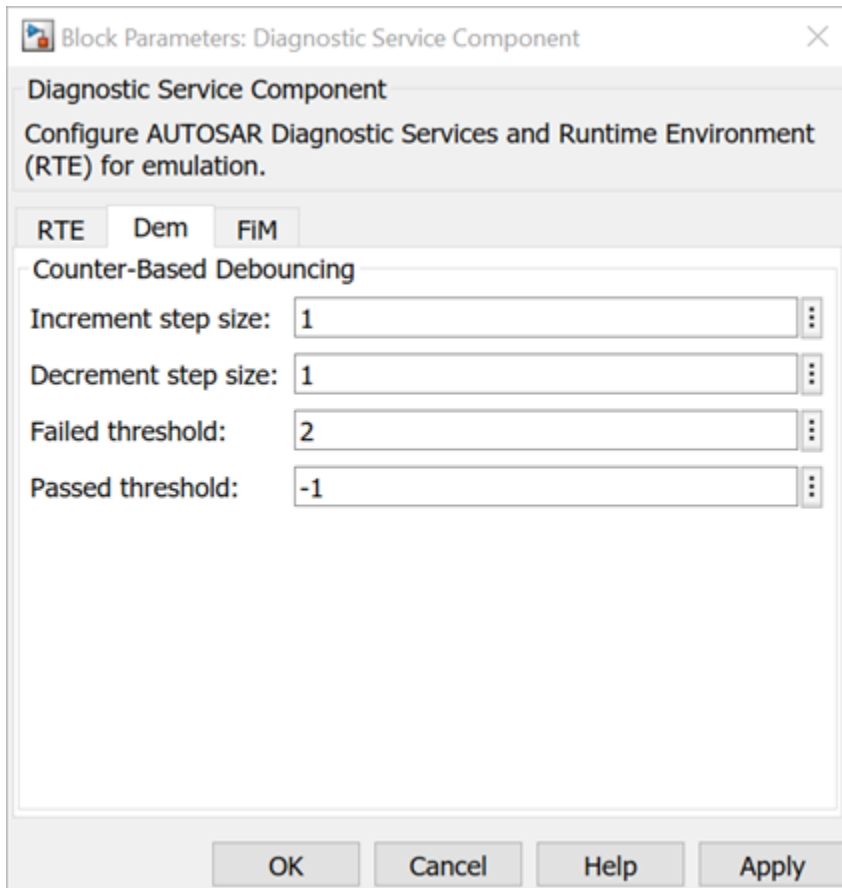 Block Parameters: Diagnostic Service Component
Diagnostic Service Component
Configure AUTOSAR Diagnostic Services and Runtime Environment
(RTE) for emulation.
RTE Dem FiM
Counter-Based Debouncing
Increment step size: 1
Decrement step size: 1
Failed threshold: 2
Passed threshold: -1
OK Cancel Help Apply